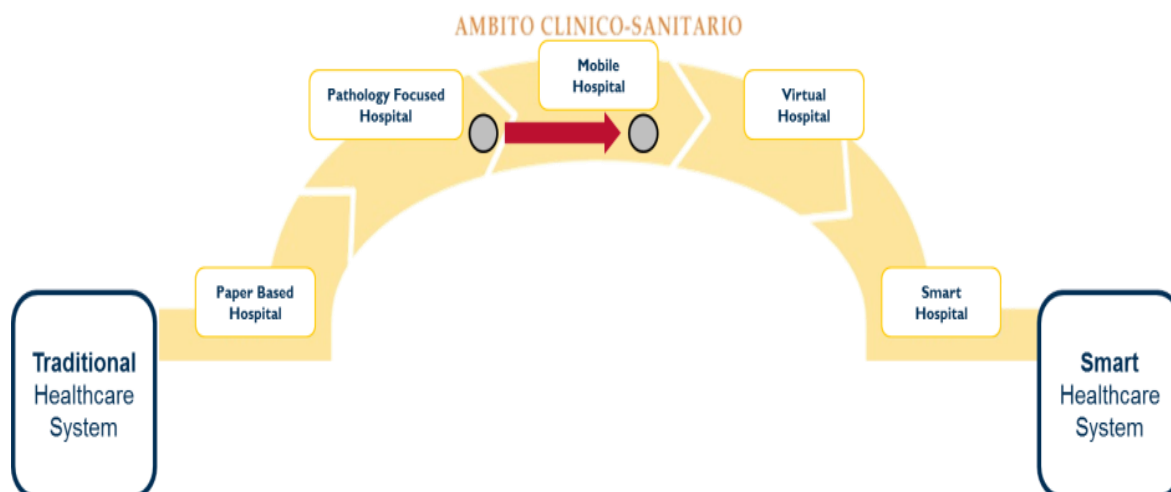 AMBITO CLINICO-SANITARIO
Mobile
Hospital
Pathology Focused
Hospital
Virtual
Hospital
Paper Based
Hospital
Smart
Hospital
Traditional
Healthcare
System
Smart
Healthcare
System